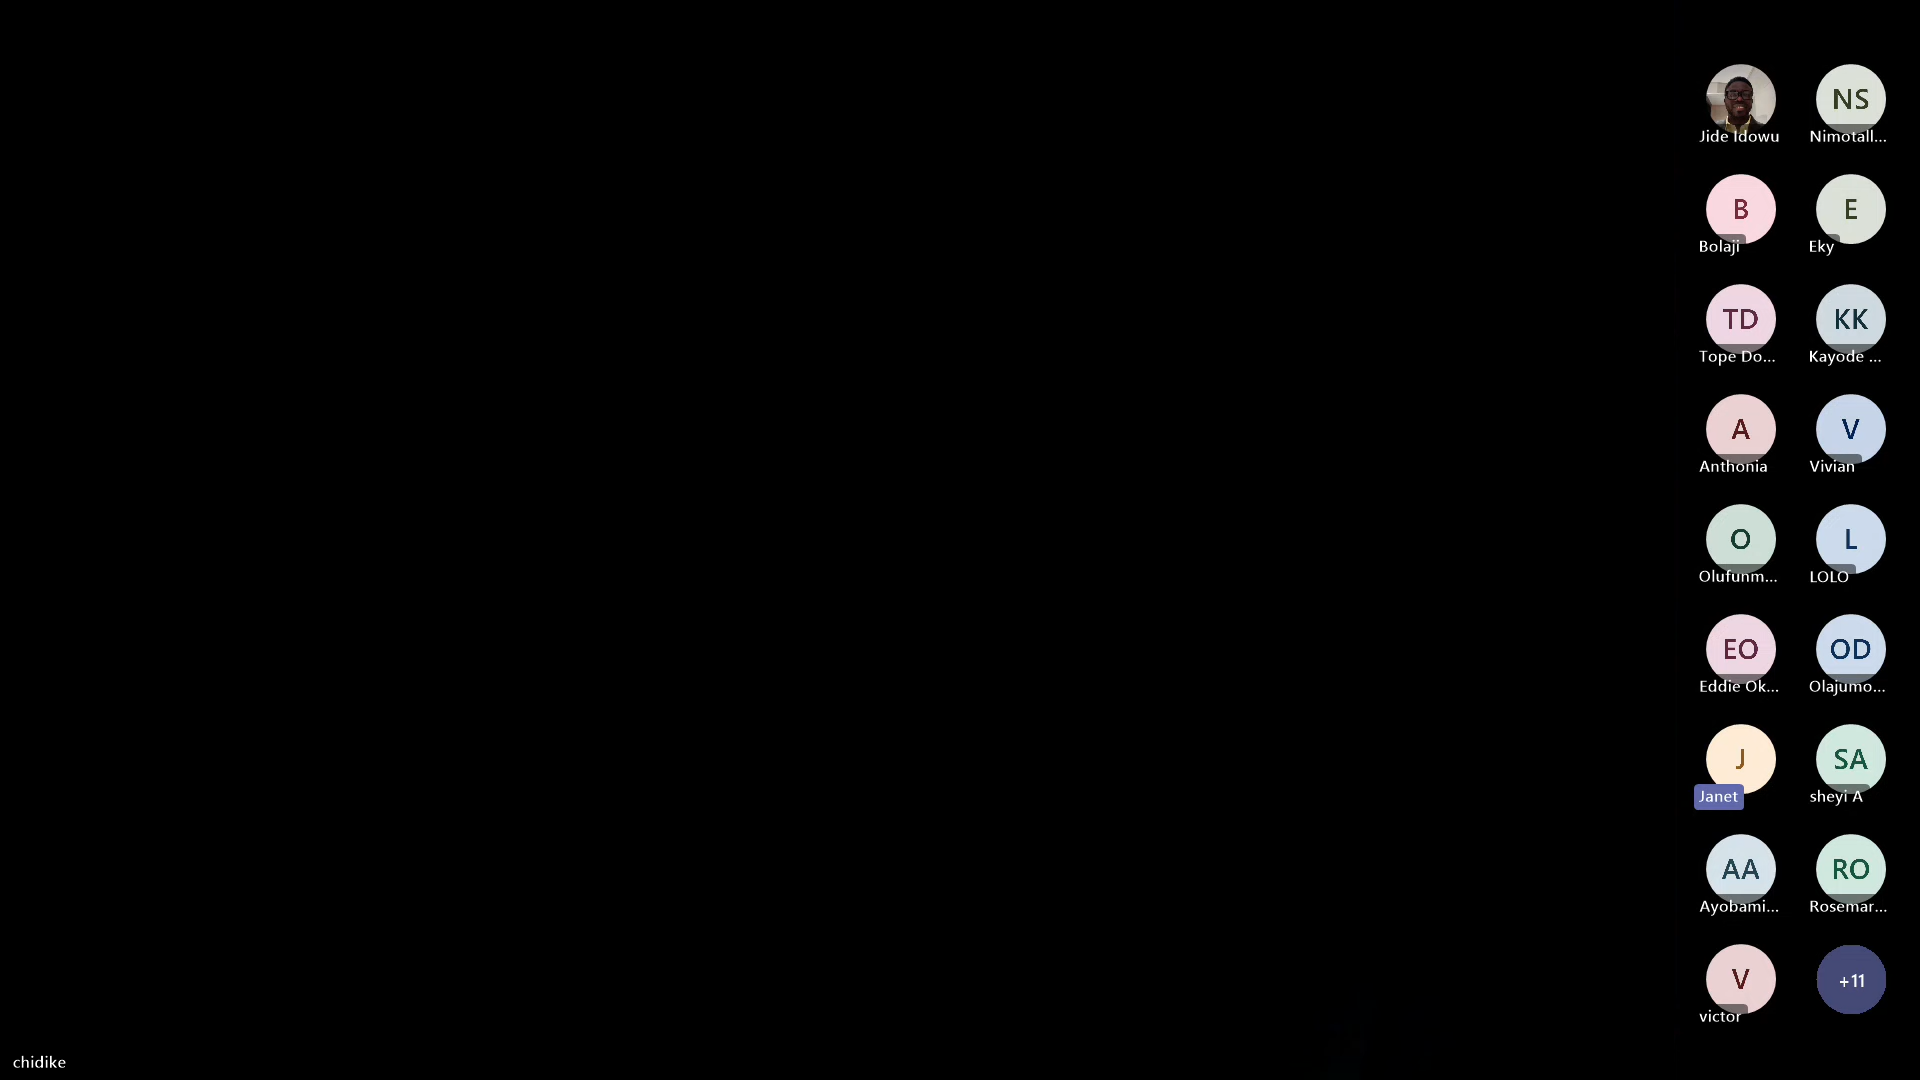 Jide Idowu
NS
Nimotall...
B
Bolaji
E
Eky
TD
Tope Do...
KK
Kayode ...
A
Anthonia
V
Vivian
O
Olufunm...
L
LOLO
EO
Eddie Ok...
OD
Olajumo...
J
Janet
SA
sheyi A
AA
Ayobami...
RO
Rosemar...
V
victor
+11
chidike